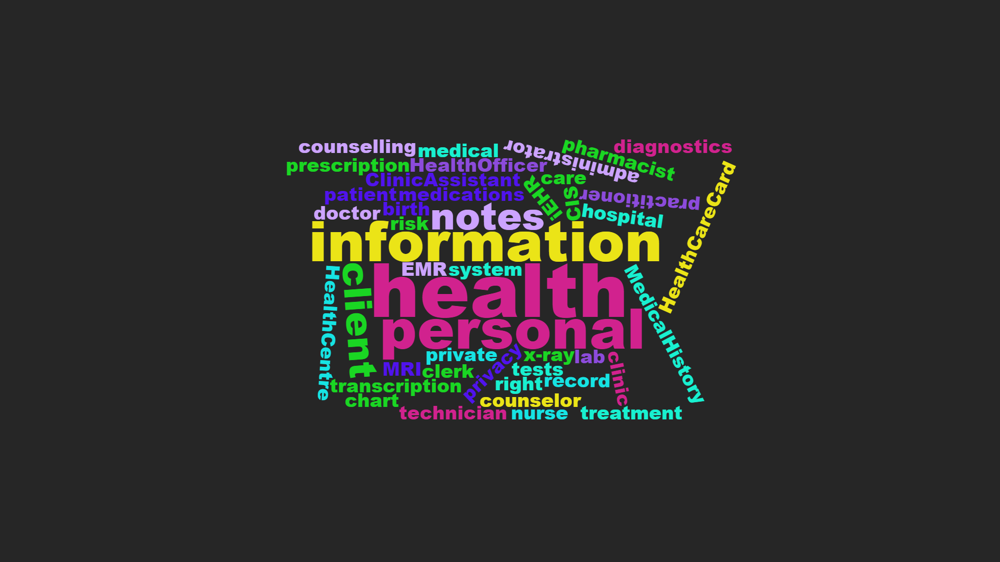 counselling medical administrator pharmacist diagnostics
prescription HealthOfficer
ClinicAssistant care
patient medications iEHR cis practitioner
doctor birth notes hospital HealthCareCard
risk
information
EMR system
HealthCentre client health MedicalHistory
personal
private privacy x-ray lab clinic
MRI clerk tests
transcription right record
chart counselor
technician nurse treatment